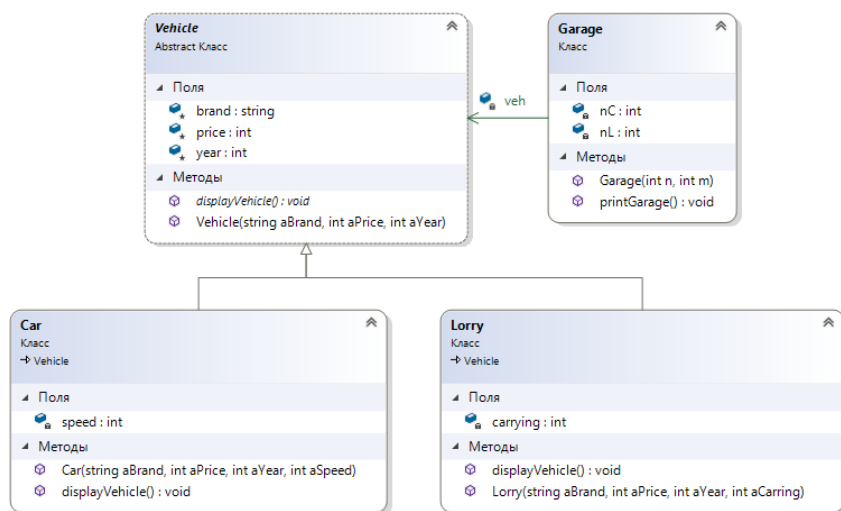 Vehicle
Abstract Класс
Поля
brand : string
price : int
year : int
Методы
displayVehicle() : void
Vehicle(string aBrand, int aPrice, int aYear)
veh
Garage
Класс
Поля
nC : int
nL : int
Методы
Garage(int n, int m)
printGarage() : void
Car
Класс
Vehicle
Поля
speed : int
Методы
Car(string aBrand, int aPrice, int aYear, int aSpeed)
displayVehicle() : void
Lorry
Класс
Vehicle
Поля
carrying : int
Методы
displayVehicle() : void
Lorry(string aBrand, int aPrice, int aYear, int aCarring)